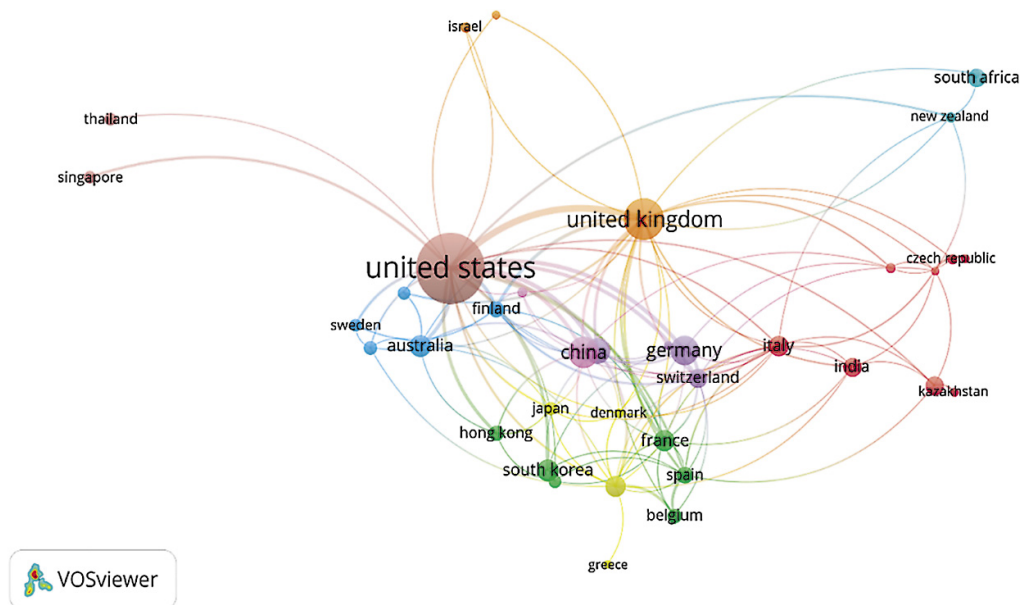 israel
south africa
thailand
new zealand
singapore
united kingdom
czech republic
united states
finland
sweden
australia
china
germany
italy
switzerland
india
kazakhstan
japan
denmark
hong kong
france
south korea
spain
belgium
greece
VOSviewer